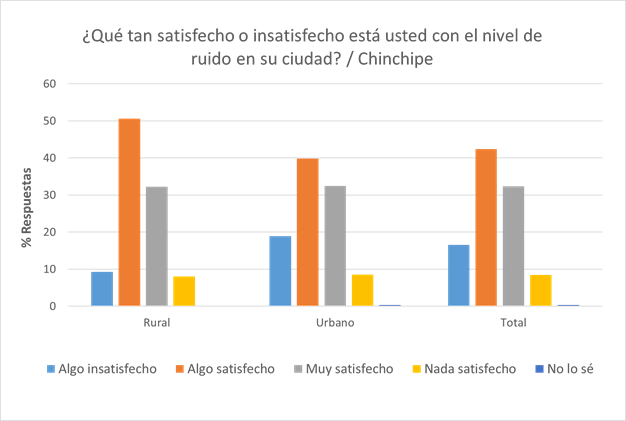 ¿Qué tan satisfecho o insatisfecho está usted con el nivel de
ruido en su ciudad? / Chinchipe
60
50
40
30
20
10
0
% Respuestas
Rural
Urbano
Total
Algo insatisfecho
Algo satisfecho
Muy satisfecho
Nada satisfecho
No lo sé